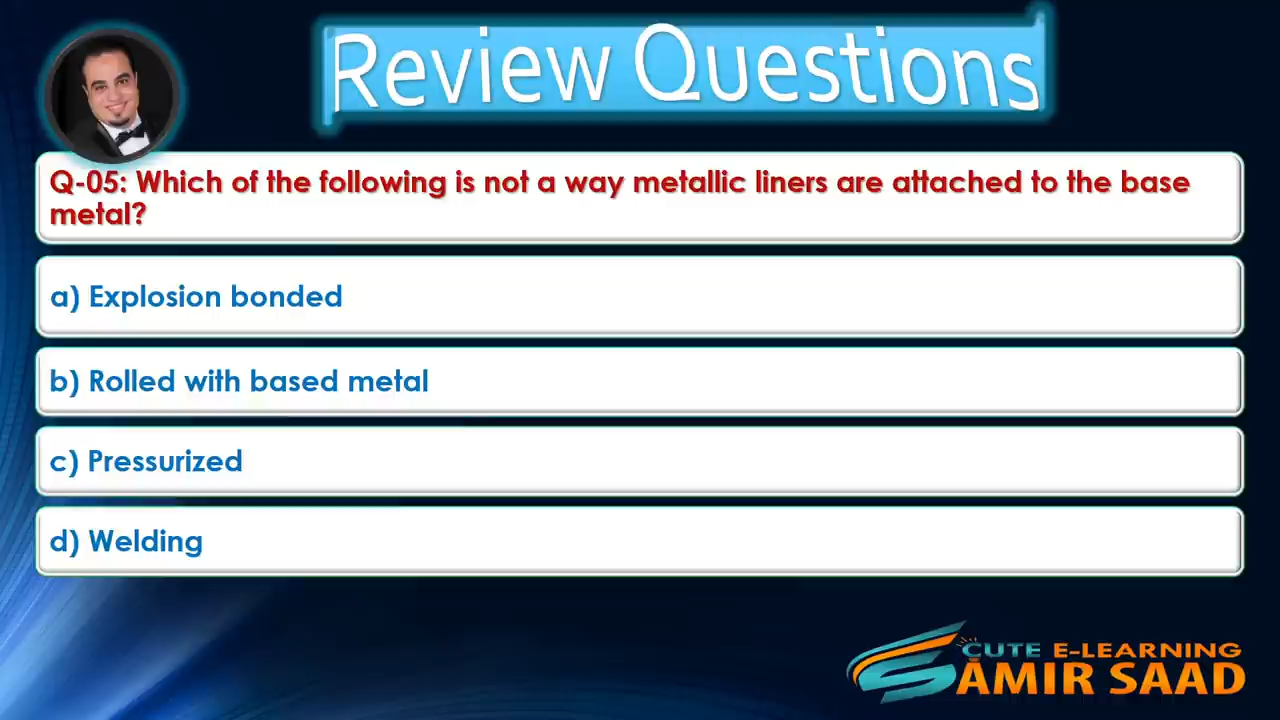 Review Questions
Q-05: Which of the following is not a way metallic liners are attached to the base
metal?
a) Explosion bonded
b) Rolled with based metal
c) Pressurized
d) Welding
CUTE E-LEARNING
AMIR SAAD